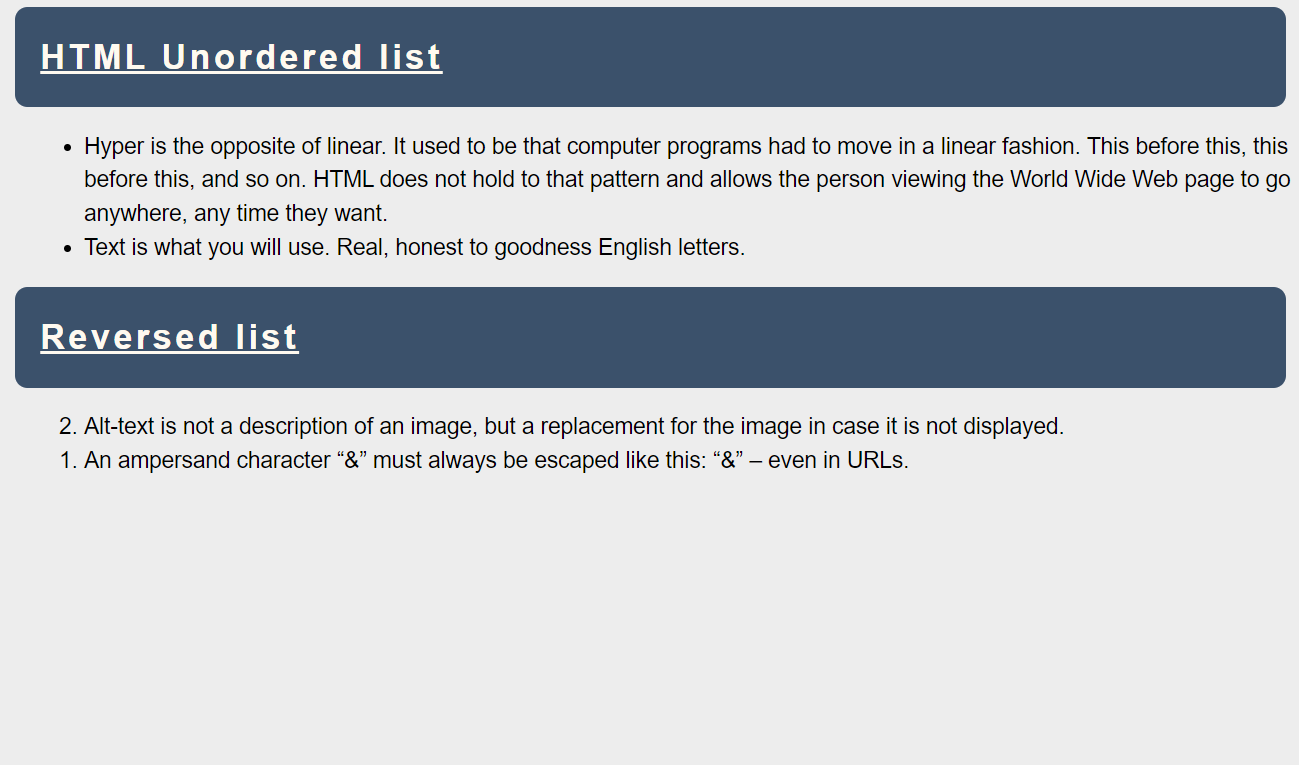 HTML Unordered list
• Hyper is the opposite of linear. It used to be that computer programs had to move in a linear fashion. This before this, this
before this, and so on. HTML does not hold to that pattern and allows the person viewing the World Wide Web page to go
anywhere, any time they want.
• Text is what you will use. Real, honest to goodness English letters.
Reversed list
2. Alt-text is not a description of an image, but a replacement for the image in case it is not displayed.
1. An ampersand character “&” must always be escaped like this: “&” – even in URLs.